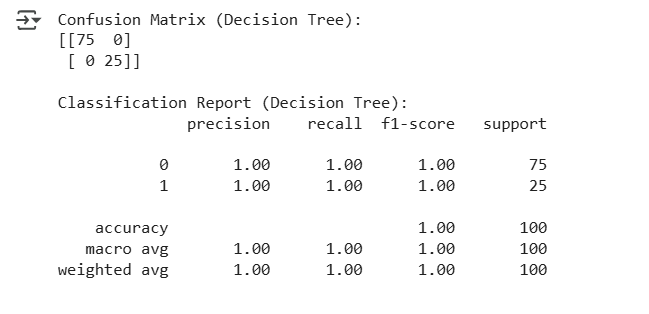 Confusion Matrix (Decision Tree):
[[75  0]
 [ 0 25]]
Classification Report (Decision Tree):
              precision    recall  f1-score   support
           0       1.00      1.00      1.00        75
           1       1.00      1.00      1.00        25
    accuracy                           1.00       100
   macro avg       1.00      1.00      1.00       100
weighted avg       1.00      1.00      1.00       100